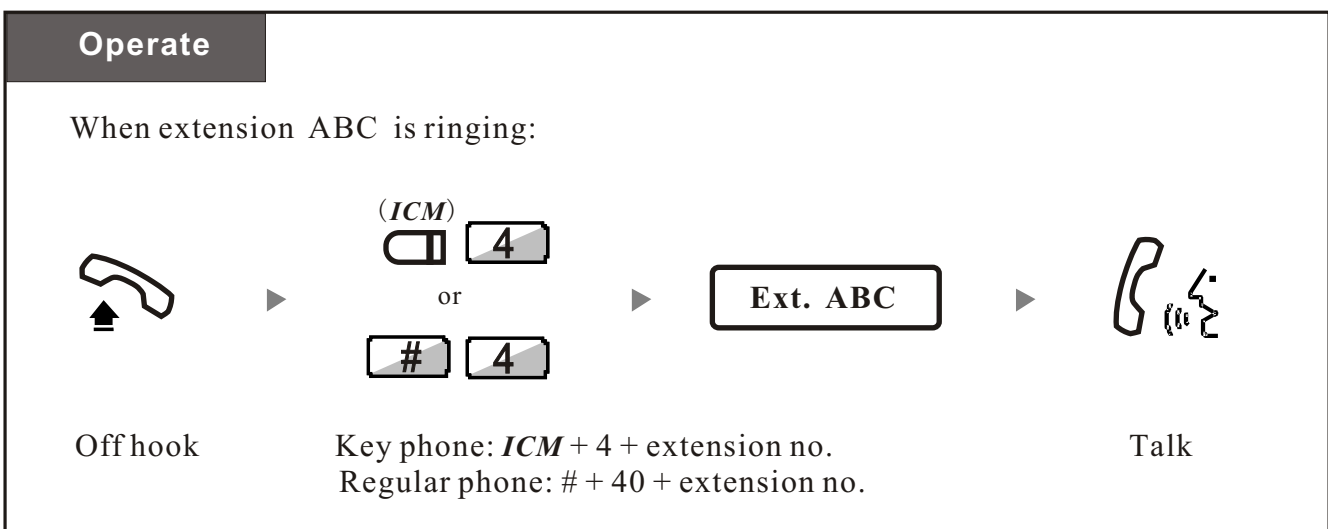 Operate
When extension ABC is ringing:
(ICM)
4
or
Ext. ABC
# 4
Off hook
Key phone: ICM + 4 + extension no.
Talk
Regular phone: # + 40 + extension no.